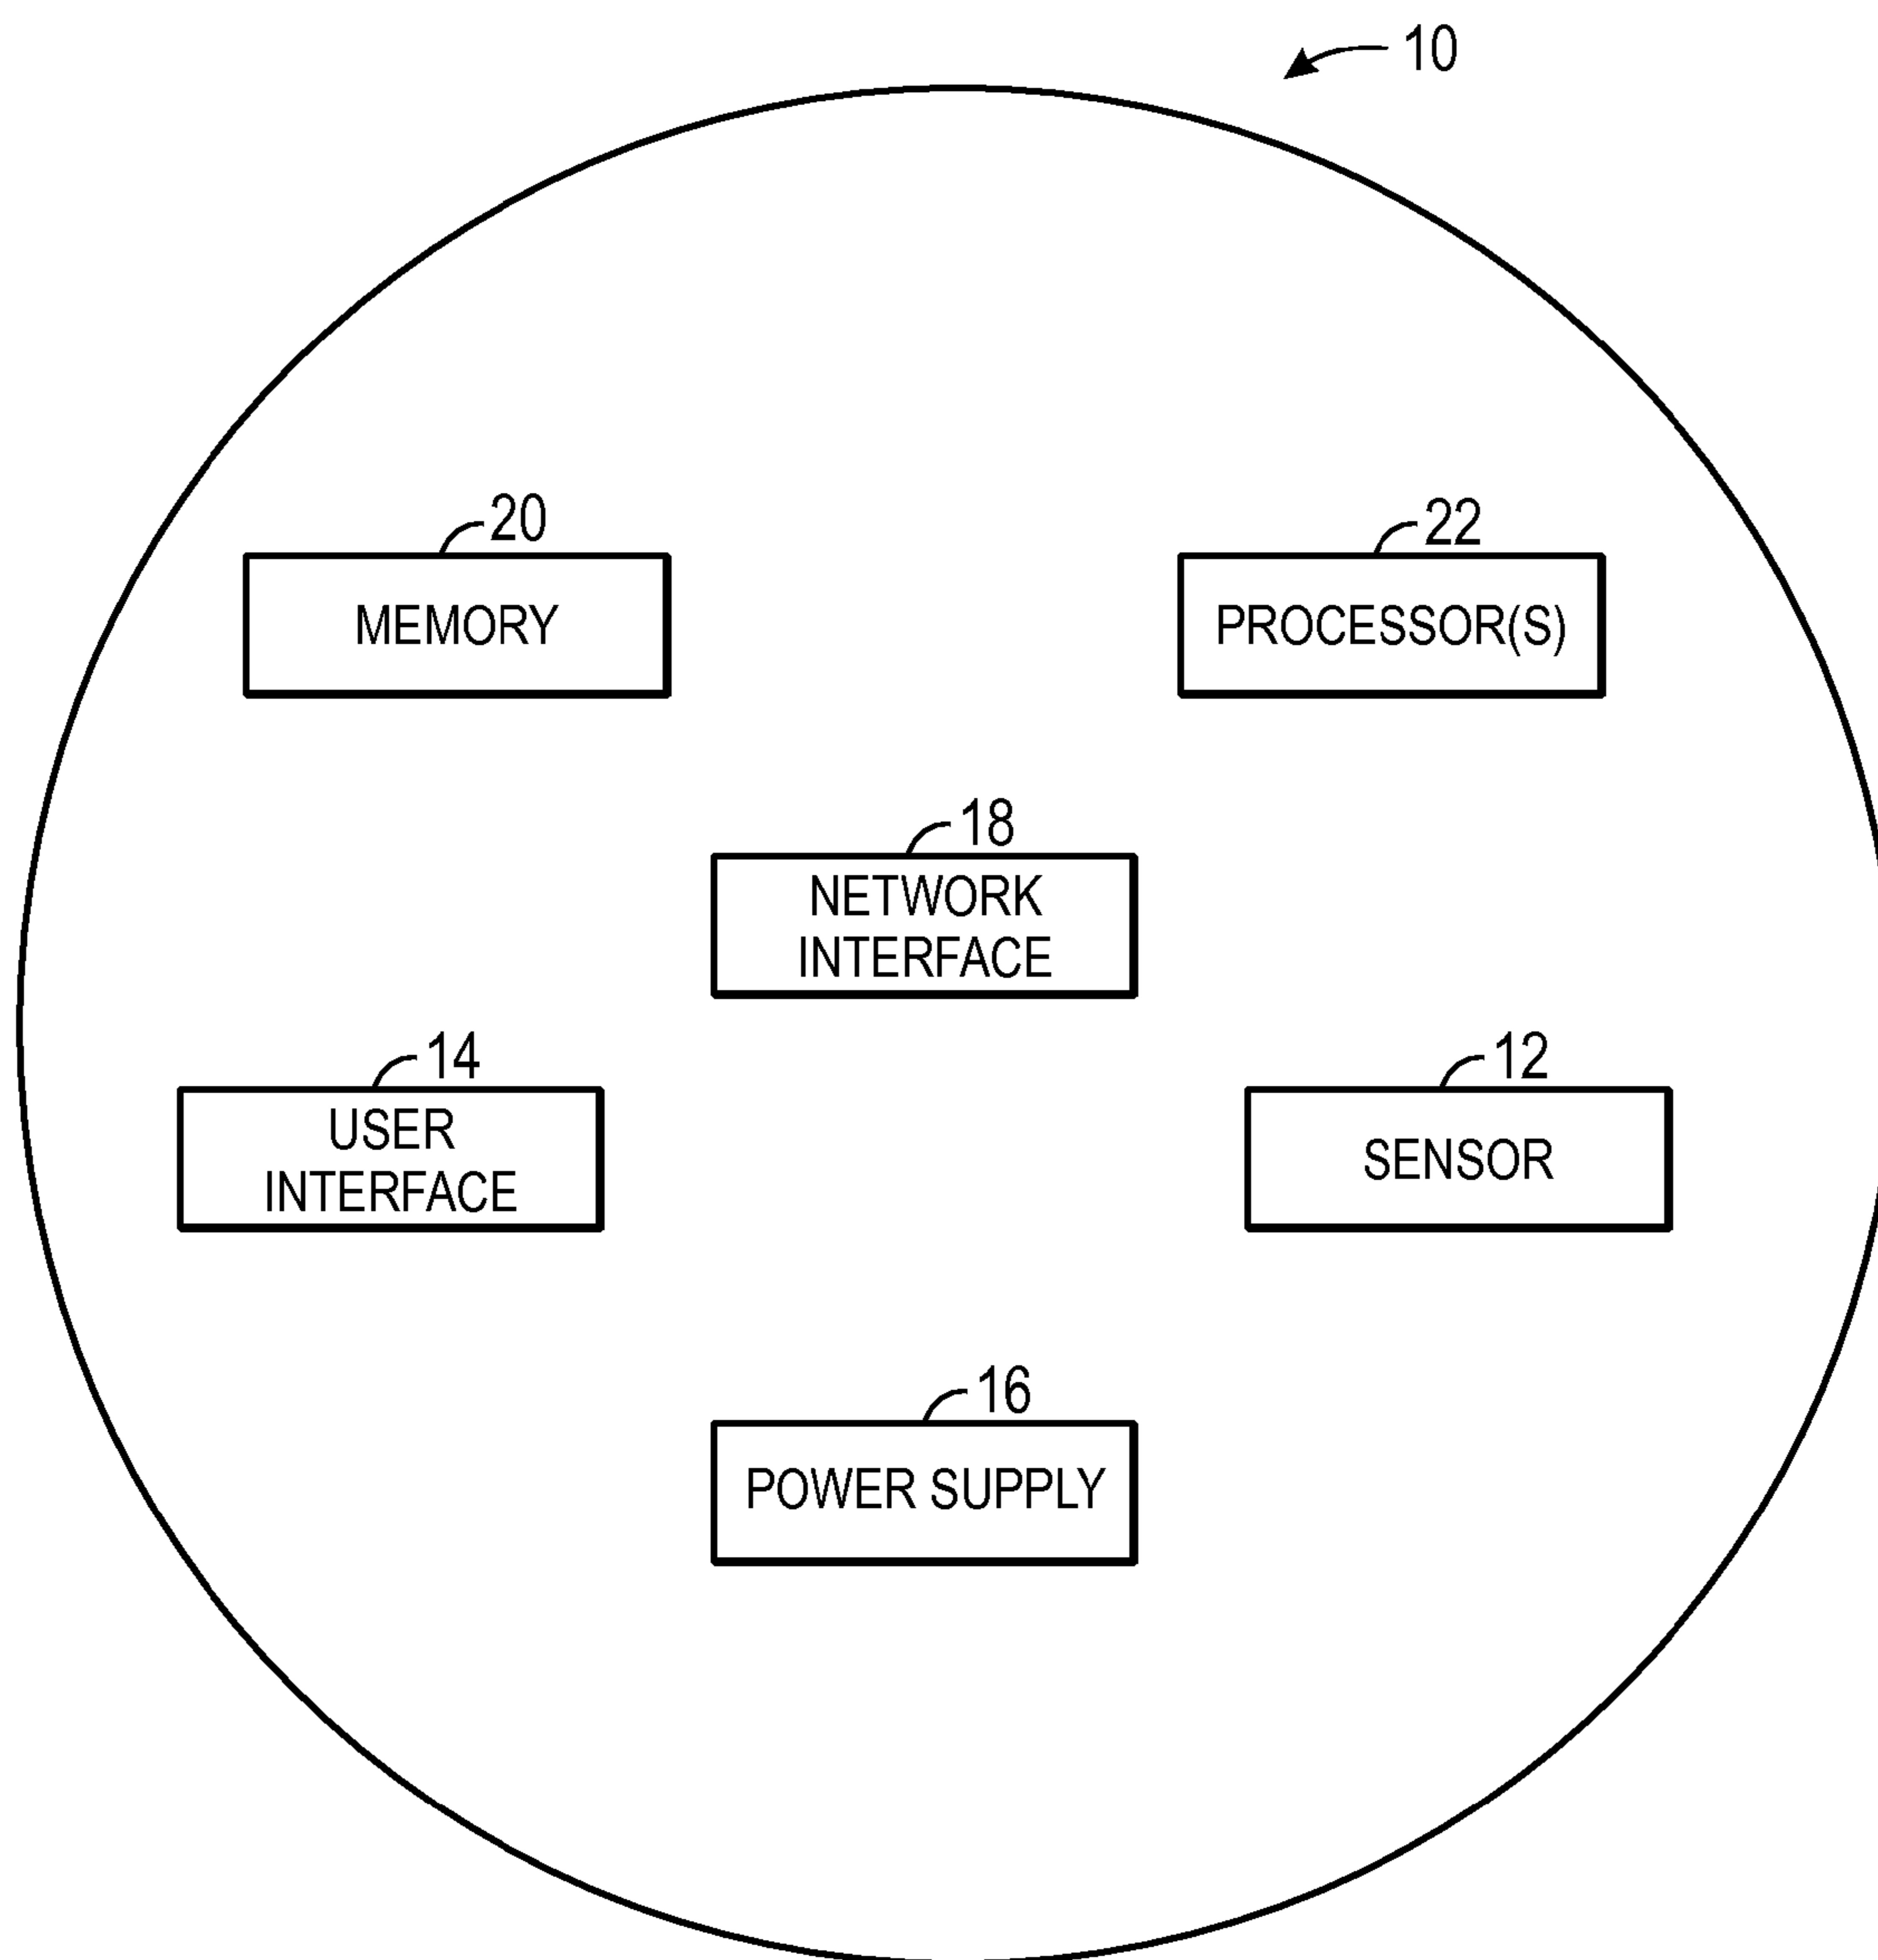 10
20
22
MEMORY
PROCESSOR(S)
18
NETWORK
INTERFACE
14
12
USER
INTERFACE
SENSOR
16
POWER SUPPLY